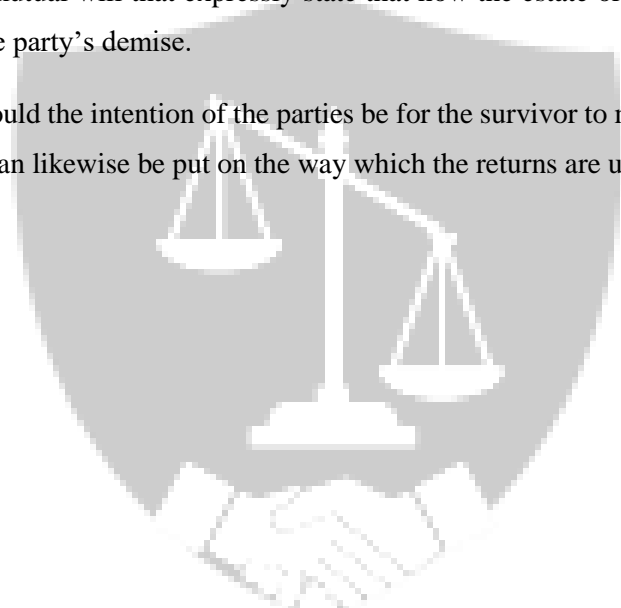 mutual will that expressly state that how the estate of
party's demise.
ould the intention of the parties be for the survivor to
an likewise be put on the way which the returns are